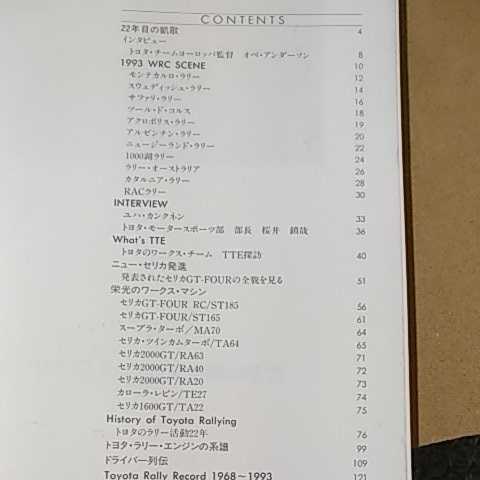 CONTENTS
22年目の凱歌 4
インタビュー
トヨタ・チームヨーロッパ監督 オベ・アンダーソン 8
1993 WRC SCENE 10
モンテカルロ・ラリー 12
スウェディッシュ・ラリー 14
サファリ・ラリー 16
ツール・ド・コルス 18
アクロポリス・ラリー 19
アルゼンチン・ラリー 20
ニュージーランド・ラリー 22
1000湖ラリー 24
ラリー・オーストラリア 26
カタルニア・ラリー 28
RACラリー 30
INTERVIEW
ユハ・カンクネン 33
トヨタ・モータースポーツ部 部長 桜井 鎮哉 36
What's TTE
トヨタのワークス・チーム TTE探訪 40
ニュー・セリカ発進
発表されたセリカGT-FOURの全貌を見る 51
栄光のワークス・マシン
セリカGT-FOUR RC/ST185 56
セリカGT-FOUR/ST165 61
スープラ・ターボ/MA70 64
セリカ・ツインカムターボ/TA64 65
セリカ2000GT/RA63 71
セリカ2000GT/RA40 72
セリカ2000GT/RA20 73
カローラ・レビン/TE27 74
セリカ1600GT/TA22 75
History of Toyota Rallying
トヨタのラリー活動22年 76
トヨタ・ラリー・エンジンの系譜 99
ドライバー列伝 109
Toyota Rally Record 1968〜1993 121